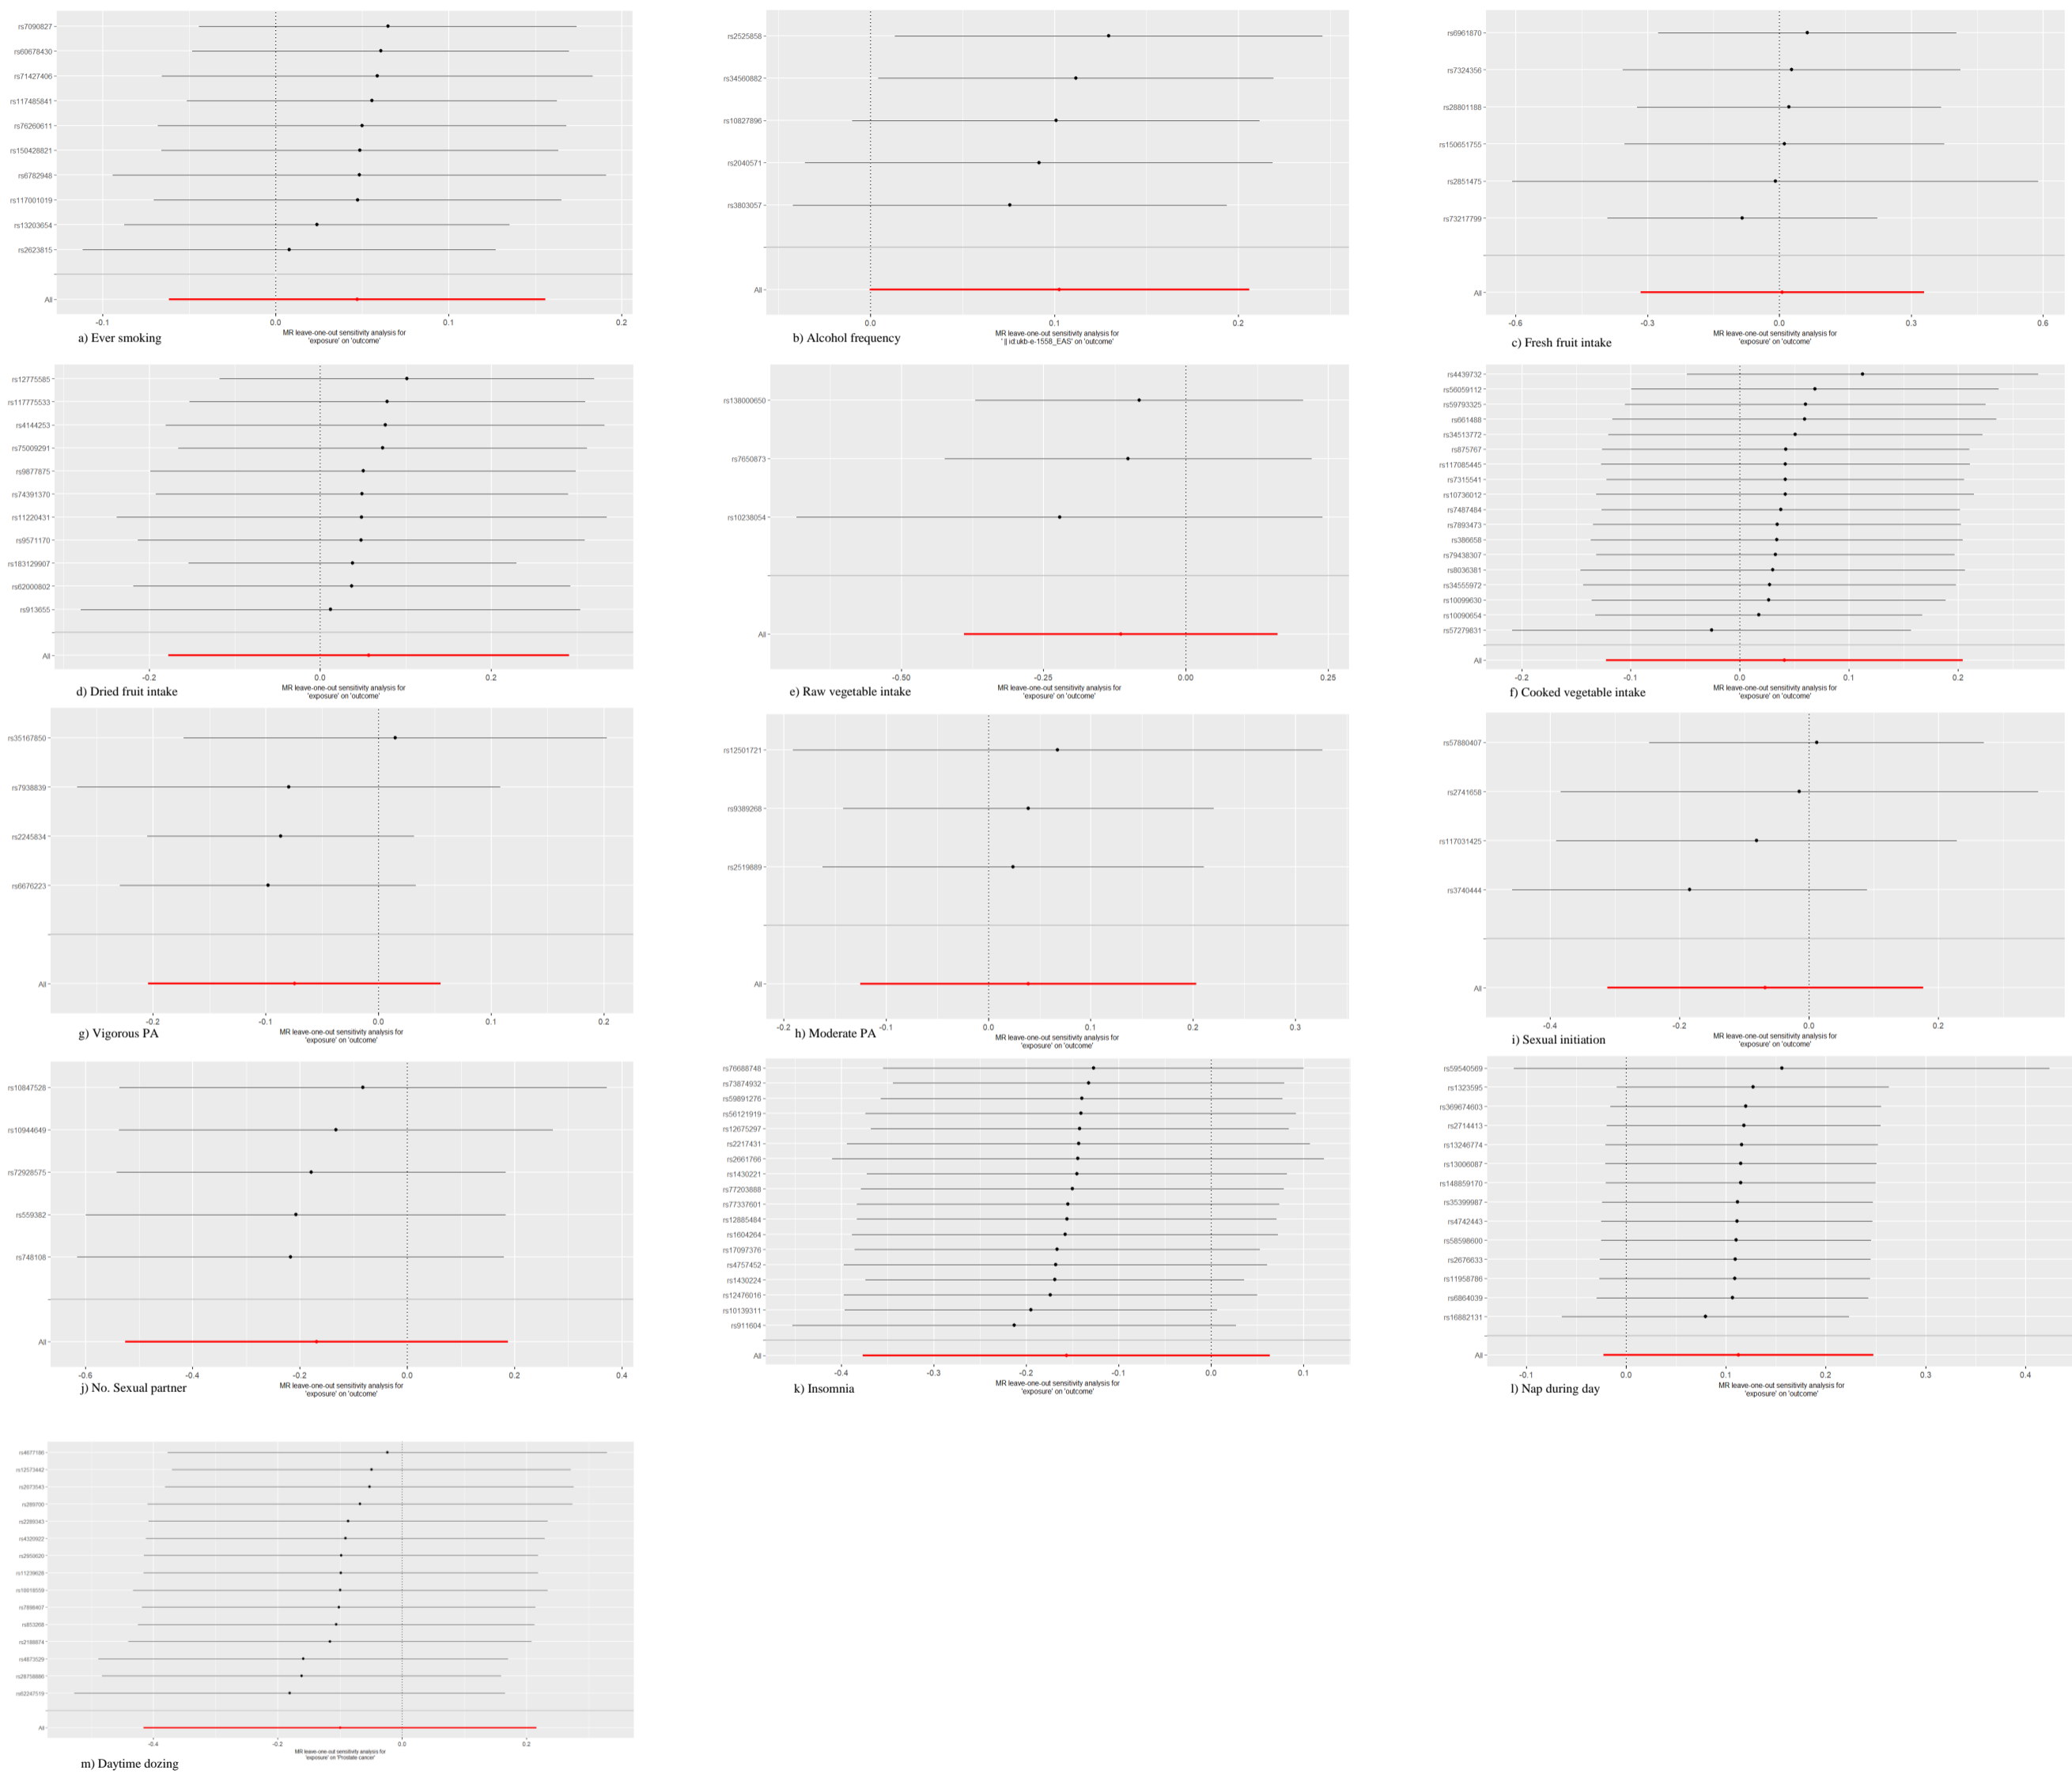 rs7090827
rs60678430
rs71427406
rs117485841
rs76260611
rs150428821
rs6782948
rs117001019
rs13203654
rs2623815
All
-0.1 0.0 0.1 0.2
MR leave-one-out sensitivity analysis for
'exposure' on 'outcome'
a) Ever smoking
rs2525858
rs34560882
rs10827896
rs2040571
rs3803057
All
0.0 0.1 0.2
MR leave-one-out sensitivity analysis for
' || id:ukb-e-1558_EAS' on 'outcome'
b) Alcohol frequency
rs6961870
rs7324356
rs28801188
rs150651755
rs2851475
rs73217799
All
-0.6 -0.3 0.0 0.3 0.6
MR leave-one-out sensitivity analysis for
'exposure' on 'outcome'
c) Fresh fruit intake
rs12775585
rs117775533
rs4144253
rs75009291
rs9877875
rs74391370
rs11220431
rs9571170
rs183129907
rs62000802
rs913655
All
-0.2 0.0 0.2
MR leave-one-out sensitivity analysis for
'exposure' on 'outcome'
d) Dried fruit intake
rs138000650
rs7650873
rs10238054
All
-0.50 -0.25 0.00 0.25
MR leave-one-out sensitivity analysis for
'exposure' on 'outcome'
e) Raw vegetable intake
rs4439732
rs56059112
rs59793325
rs661488
rs34513772
rs875767
rs117085445
rs7315541
rs10736012
rs7487484
rs7893473
rs386658
rs79438307
rs8036381
rs34555972
rs10099630
rs10090654
rs57279831
All
-0.2 -0.1 0.0 0.1 0.2
MR leave-one-out sensitivity analysis for
'exposure' on 'outcome'
f) Cooked vegetable intake
rs35167850
rs7938839
rs2245834
rs6676223
All
-0.2 -0.1 0.0 0.1 0.2
MR leave-one-out sensitivity analysis for
'exposure' on 'outcome'
g) Vigorous PA
rs12501721
rs9389268
rs2519889
All
-0.2 -0.1 0.0 0.1 0.2 0.3
MR leave-one-out sensitivity analysis for
'exposure' on 'outcome'
h) Moderate PA
rs57880407
rs2741658
rs117031425
rs3740444
All
-0.4 -0.2 0.0 0.2
MR leave-one-out sensitivity analysis for
'exposure' on 'outcome'
i) Sexual initiation
rs10847528
rs10944649
rs72928575
rs559382
rs748108
All
-0.6 -0.4 -0.2 0.0 0.2 0.4
MR leave-one-out sensitivity analysis for
'exposure' on 'outcome'
j) No. Sexual partner
rs76688748
rs73874932
rs59891276
rs56121919
rs12675297
rs2217431
rs2661766
rs1430221
rs77203888
rs77337601
rs12885484
rs1604264
rs17097376
rs4757452
rs1430224
rs12476016
rs10139311
rs911604
All
-0.4 -0.3 -0.2 -0.1 0.0 0.1
MR leave-one-out sensitivity analysis for
'exposure' on 'outcome'
k) Insomnia
rs59540569
rs1323595
rs369674603
rs2714413
rs13246774
rs13006087
rs148859170
rs35399987
rs4742443
rs58598600
rs2676633
rs11958786
rs6864039
rs16882131
All
-0.1 0.0 0.1 0.2 0.3 0.4
MR leave-one-out sensitivity analysis for
'exposure' on 'outcome'
l) Nap during day
rs12573442
rs289700
rs2289343
rs4320922
rs853268
All
-0.4 -0.2 0.0 0.2
MR leave-one-out sensitivity analysis for
'exposure' on 'Prostate cancer'
m) Daytime dozing